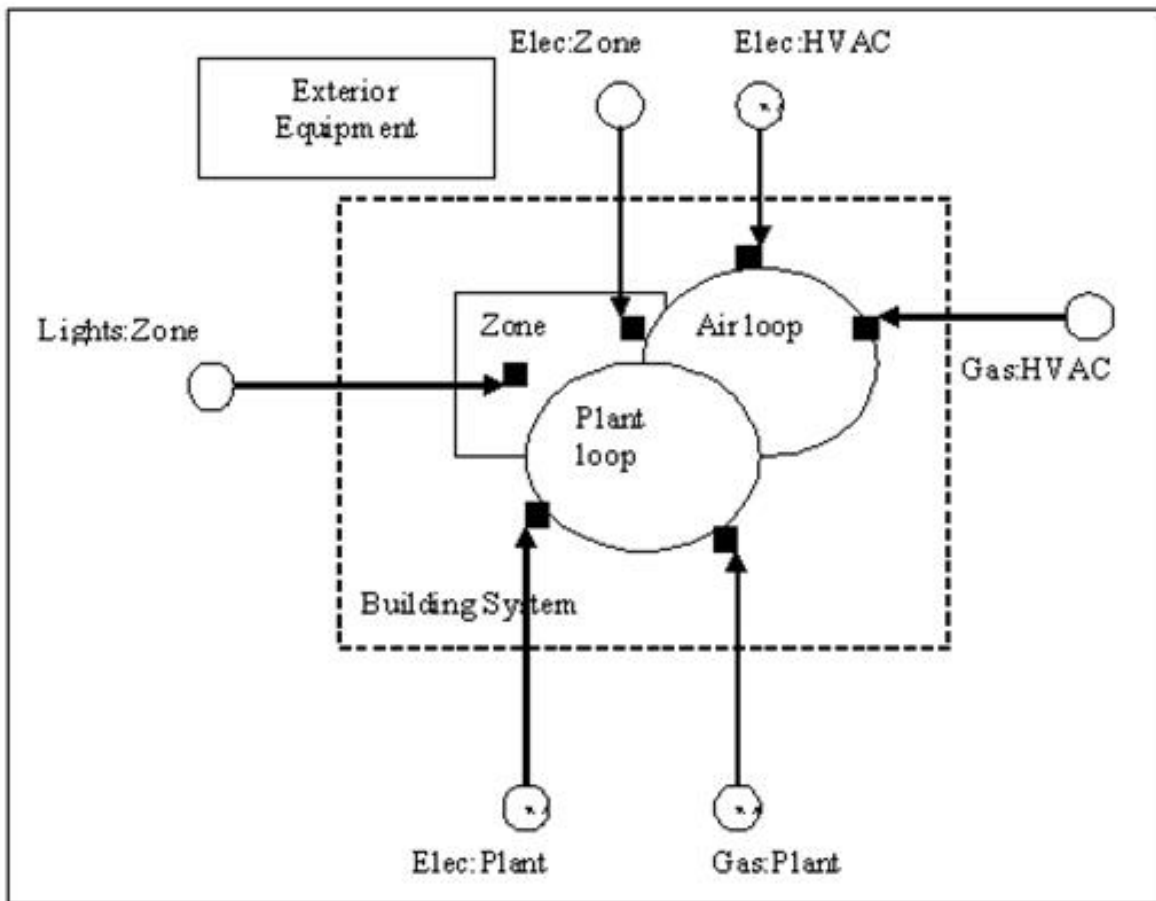 Elec:Zone
Elec:HVAC
Exterior
Equipment
Lights:Zone
Zone
Air loop
Gas:HVAC
Plant
loop
Building System
Elec:Plant
Gas:Plant